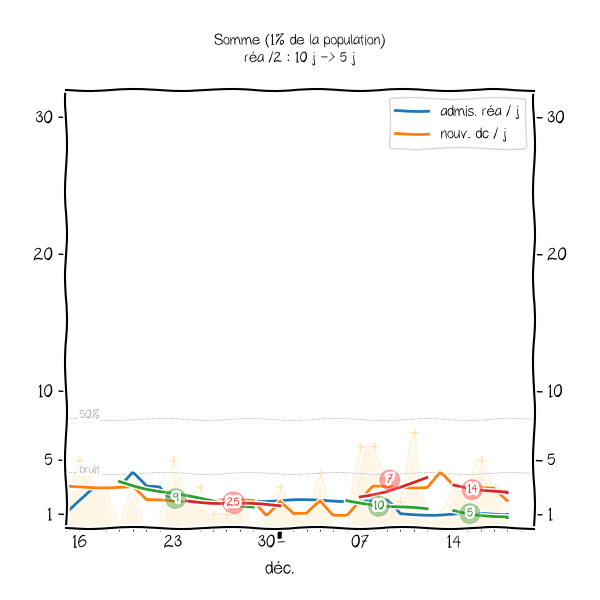 Somme (1% de la population)
réa /2 : 10 j -> 5 j
admis. réa / j
nouv. dc / j
30 30
20 20
10 10
50%
5 5
bruit
1 1
9 25 7 10 14 5
16 23 30 07 14
déc.